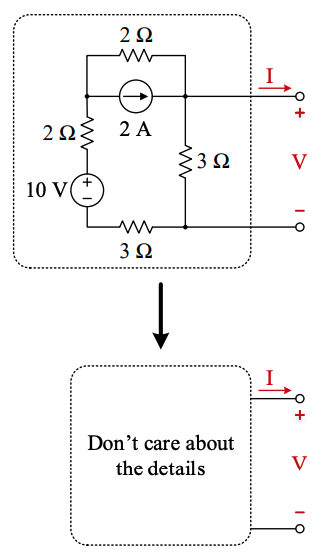 2 Ω
I
+
2 Ω
2 A
3 Ω
V
10 V
+
−
−
3 Ω
I
+
Don’t care about
the details
V
−